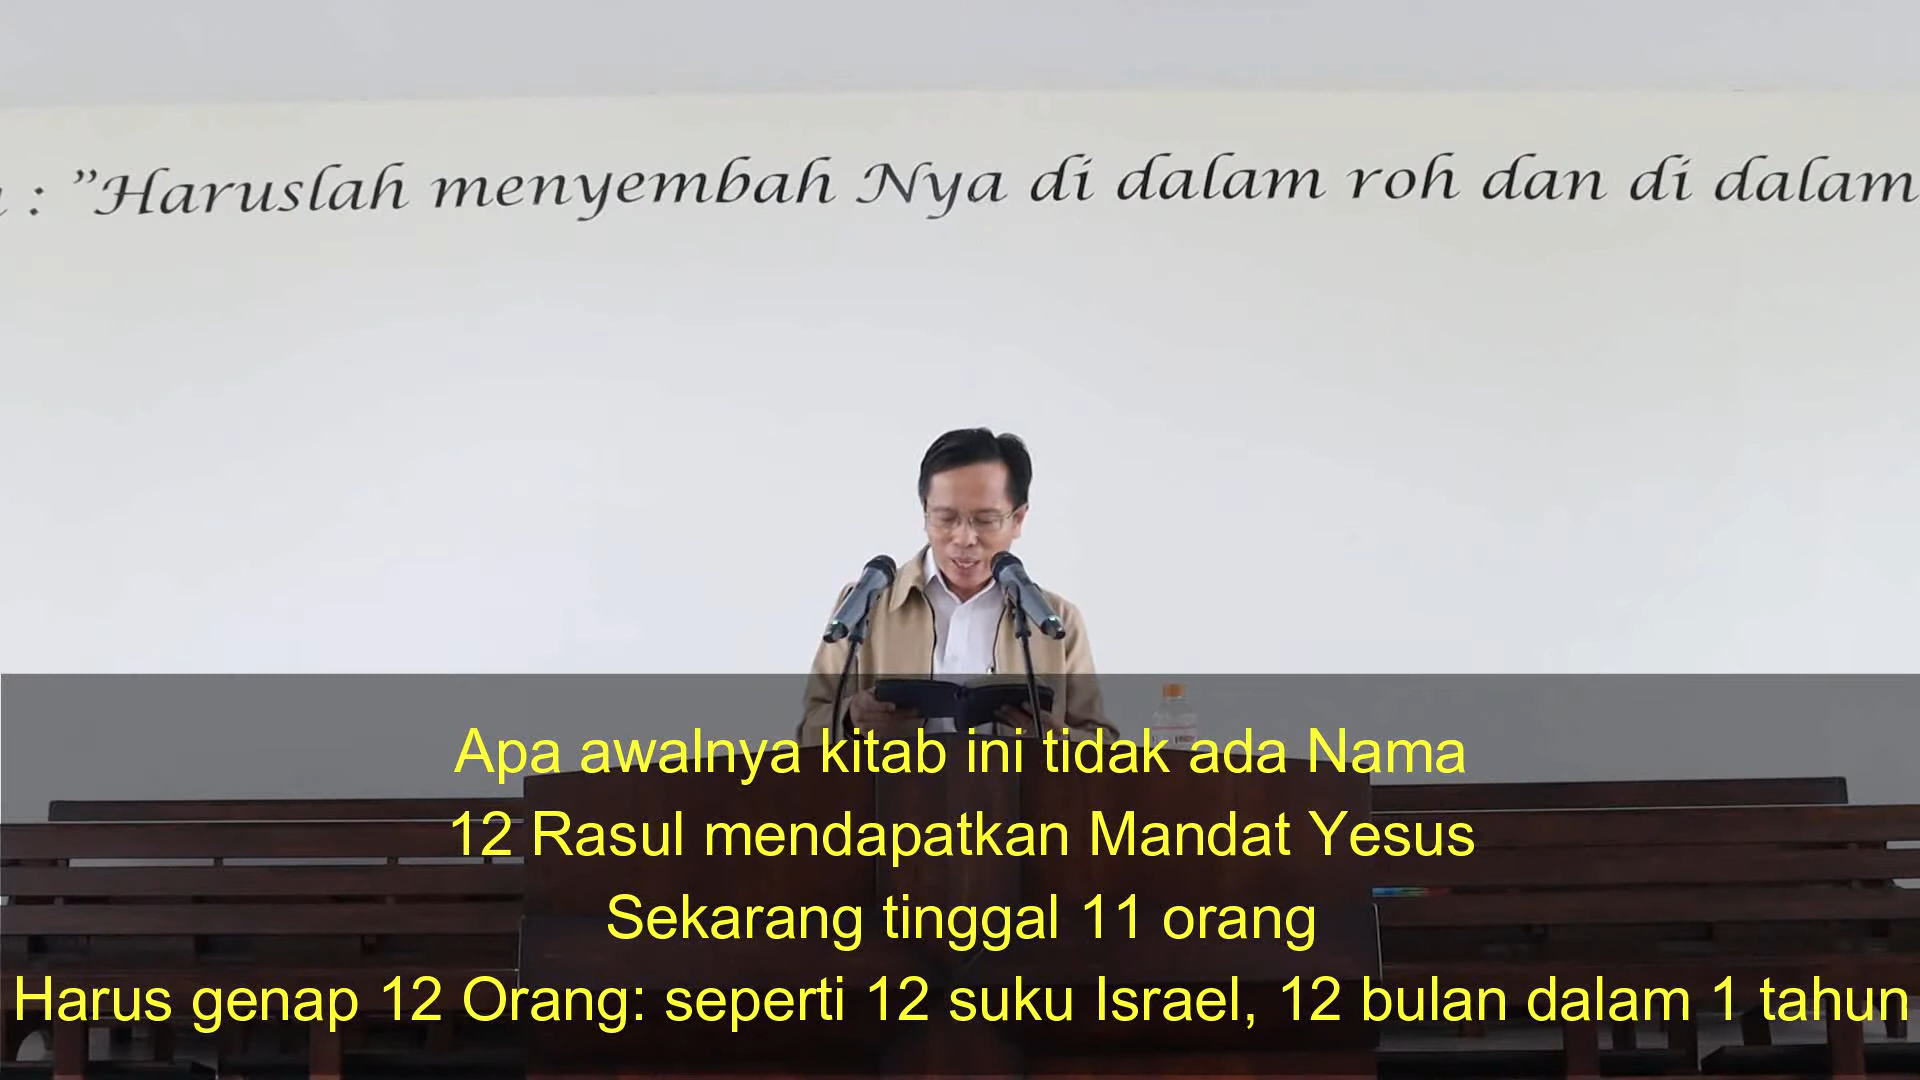 : "Haruslah menyembah Nya di dalam roh dan di dalam
Apa awalnya kitab ini tidak ada Nama
12 Rasul mendapatkan Mandat Yesus
Sekarang tinggal 11 orang
Harus genap 12 Orang: seperti 12 suku Israel, 12 bulan dalam 1 tahun